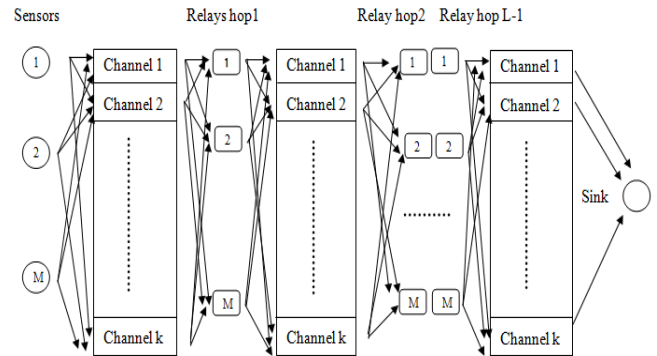 Sensors
Relays hop1
Relay hop2
Relay hop L-1
1
2
M
Channel 1
Channel 2
Channel k
1
2
M
Channel 1
Channel 2
Channel k
1
2
M
1
2
M
Channel 1
Channel 2
Channel k
Sink